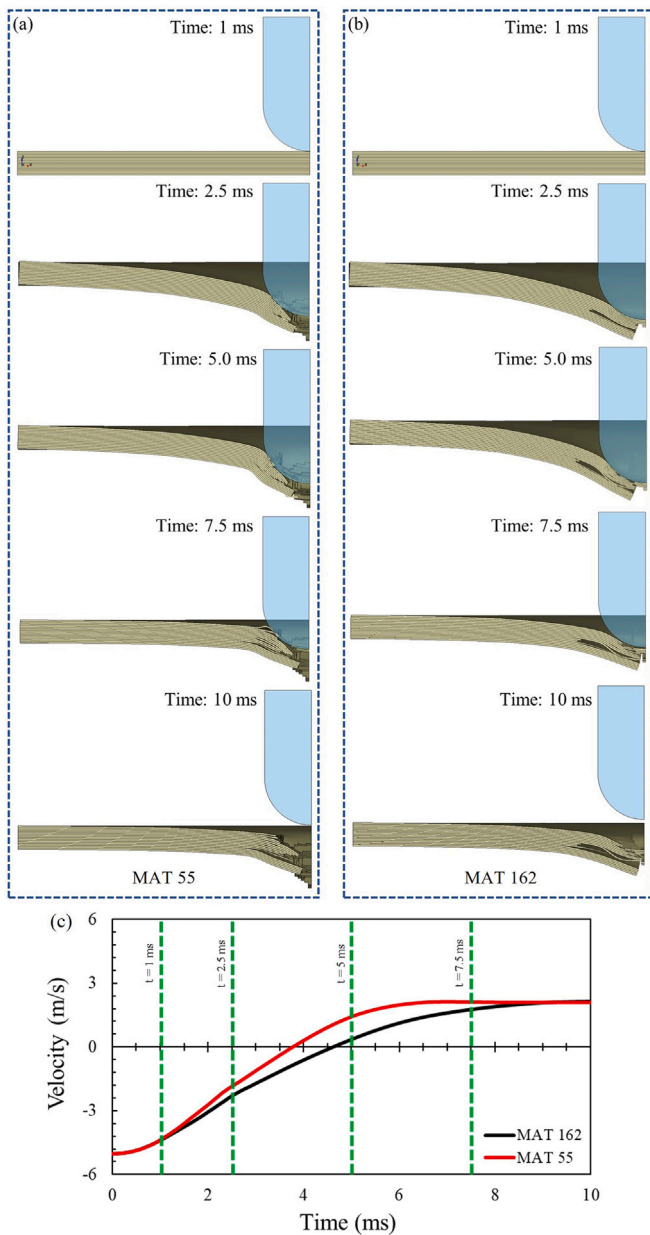 (a)
Time: 1 ms
Time: 2.5 ms
Time: 5.0 ms
Time: 7.5 ms
Time: 10 ms
MAT 55
(b)
Time: 1 ms
Time: 2.5 ms
Time: 5.0 ms
Time: 7.5 ms
Time: 10 ms
MAT 162
(c)
Velocity (m/s)
6
3
0
-3
-6
t = 1 ms
t = 2.5 ms
t = 5 ms
t = 7.5 ms
MAT 162
MAT 55
0
2
4
6
8
10
Time (ms)